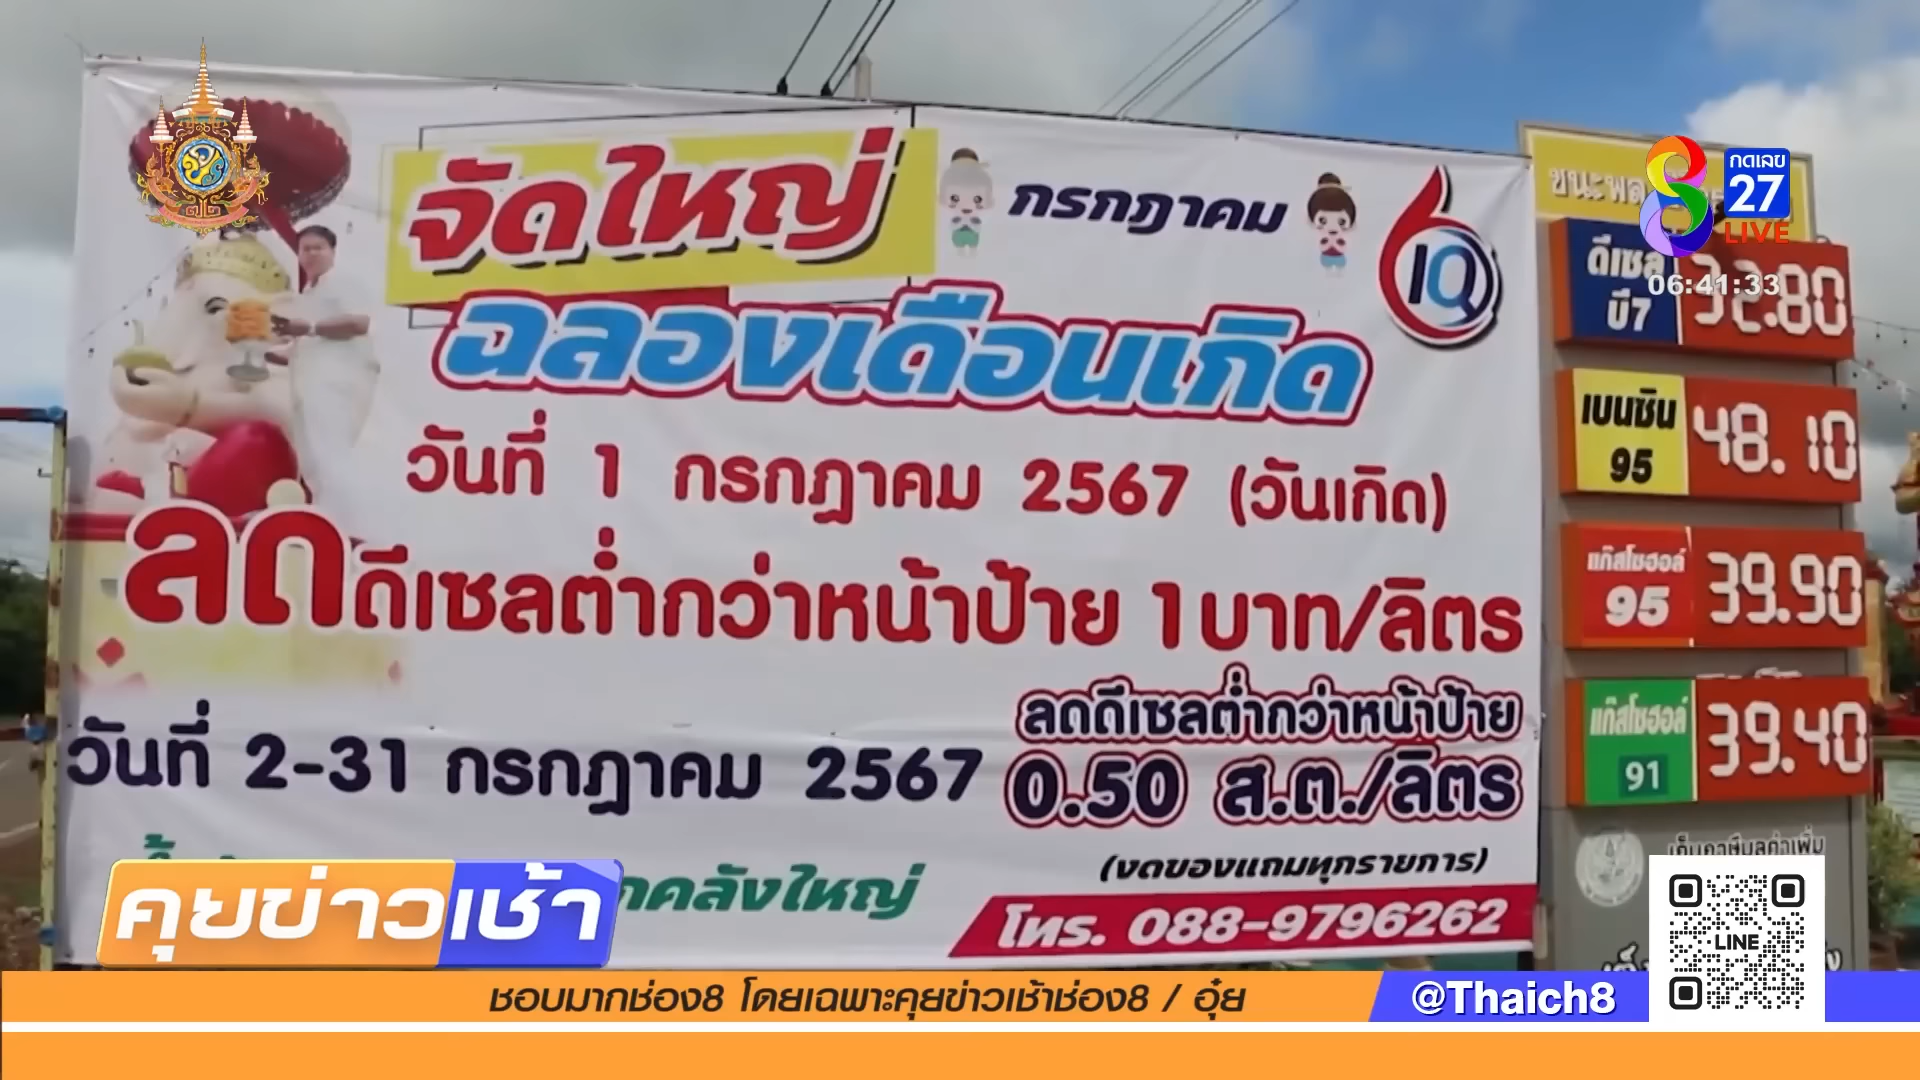 จัดใหญ่
กรกฎาคม
IQ
ฉลองเดือนเกิด
วันที่ 1 กรกฎาคม 2567 (วันเกิด)
ลดดีเซลต่ำกว่าหน้าป้าย 1 บาท/ลิตร
วันที่ 2-31 กรกฎาคม 2567
ลดดีเซลต่ำกว่าหน้าป้าย
0.50 ส.ต./ลิตร
คลังใหญ่
(งดของแถมทุกรายการ)
โทร. 088-9796262
ชนะพล
ดีเซล บี7 32.80
เบนซิน 95 48.10
แก๊สโซฮอล์ 95 39.90
แก๊สโซฮอล์ 91 39.40
8
กดเลข
27
LIVE
06:41:33
คุยข่าวเช้า
ชอบมากช่อง8 โดยเฉพาะคุยข่าวเช้าช่อง8 / อุ๋ย
@Thaich8
LINE